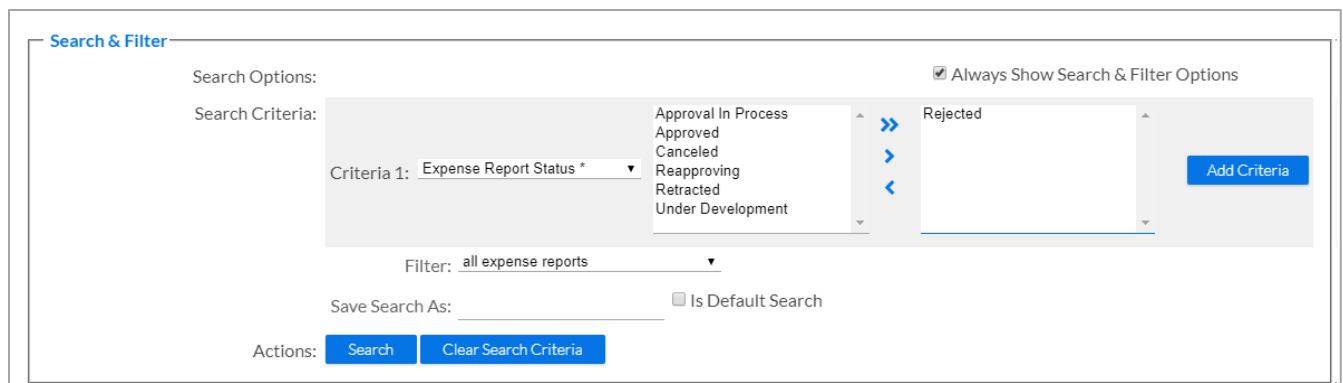 Search & Filter
Search Options:
Always Show Search & Filter Options
Search Criteria:
Criteria 1:
Expense Report Status *
Approval In Process
Approved
Canceled
Reapproving
Retracted
Under Development
Rejected
Add Criteria
Filter:
all expense reports
Save Search As:
Is Default Search
Actions:
Search
Clear Search Criteria